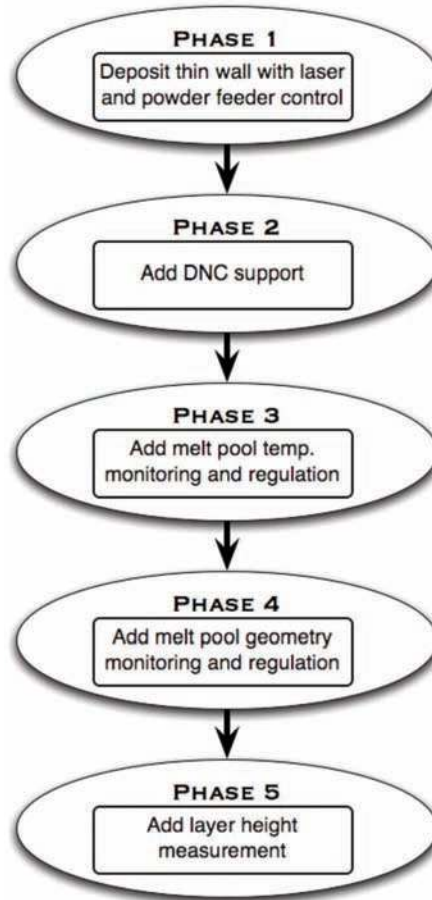 PHASE 1
Deposit thin wall with laser
and powder feeder control
PHASE 2
Add DNC support
PHASE 3
Add melt pool temp.
monitoring and regulation
PHASE 4
Add melt pool geometry
monitoring and regulation
PHASE 5
Add layer height
measurement